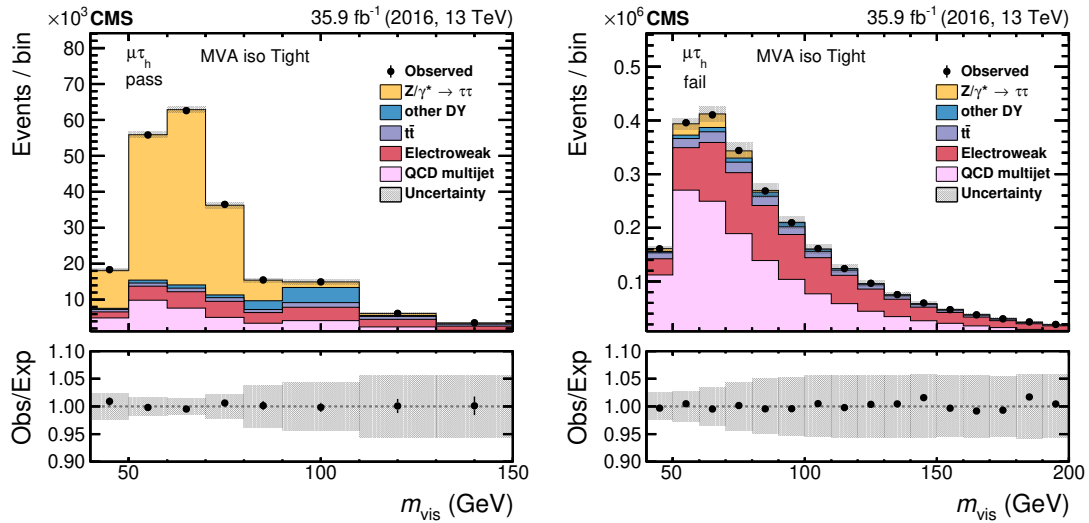 ×10³ CMS 35.9 fb⁻¹ (2016, 13 TeV)
Events / bin
80
70
60
50
40
30
20
10
μτₕ
pass
MVA iso Tight
Observed
Z/γ* → ττ
other DY
tt̄
Electroweak
QCD multijet
Uncertainty
Obs/Exp
1.10
1.05
1.00
0.95
0.90
50
100
150
m_vis (GeV)
×10⁶ CMS 35.9 fb⁻¹ (2016, 13 TeV)
Events / bin
0.5
0.4
0.3
0.2
0.1
μτₕ
fail
MVA iso Tight
Observed
Z/γ* → ττ
other DY
tt̄
Electroweak
QCD multijet
Uncertainty
Obs/Exp
1.10
1.05
1.00
0.95
0.90
50
100
150
200
m_vis (GeV)